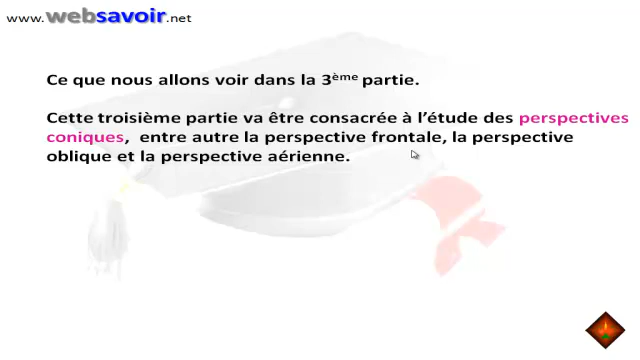 www.websavoir.net
Ce que nous allons voir dans la 3ème partie.
Cette troisième partie va être consacrée à l'étude des perspectives
coniques, entre autre la perspective frontale, la perspective
oblique et la perspective aérienne.